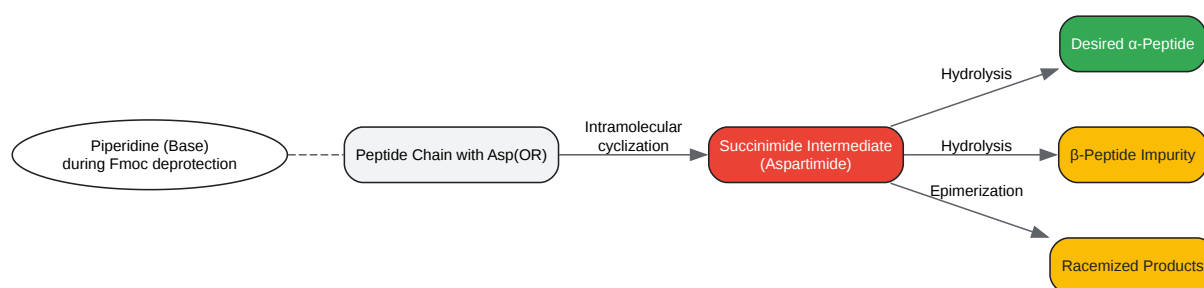 Piperidine (Base)
during Fmoc deprotection
Peptide Chain with Asp(OR)
Intramolecular
cyclization
Succinimide Intermediate
(Aspartimide)
Hydrolysis
Desired α-Peptide
Hydrolysis
β-Peptide Impurity
Epimerization
Racemized Products